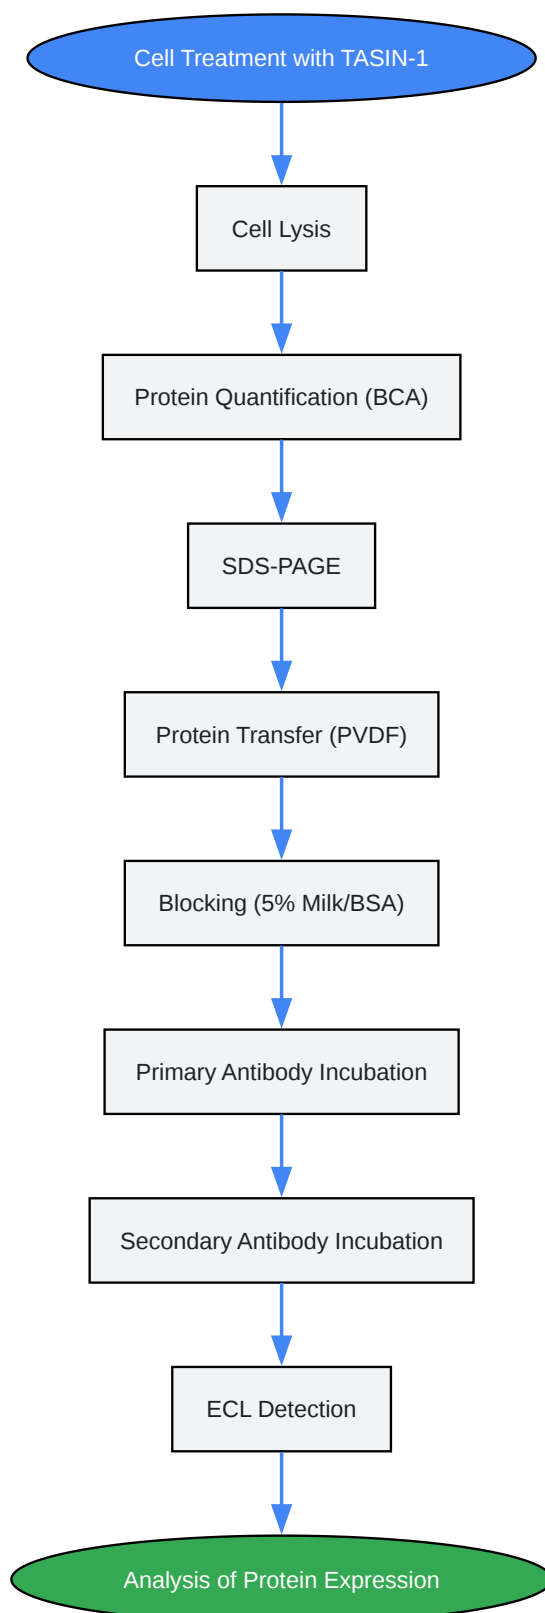 Cell Treatment with TASIN-1
Cell Lysis
Protein Quantification (BCA)
SDS-PAGE
Protein Transfer (PVDF)
Blocking (5% Milk/BSA)
Primary Antibody Incubation
Secondary Antibody Incubation
ECL Detection
Analysis of Protein Expression